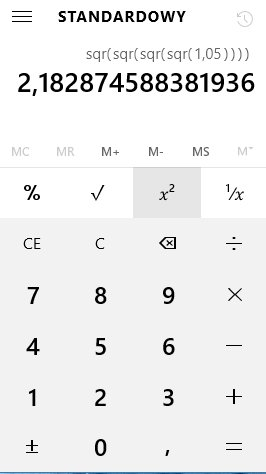 STANDARDOWY
sqr(sqr(sqr(sqr(1,05))))
2,182874588381936
MC MR M+ M- MS M˅
% √ x² ¹/x
CE C ⌫ ÷
7 8 9 ×
4 5 6 −
1 2 3 +
± 0 , =